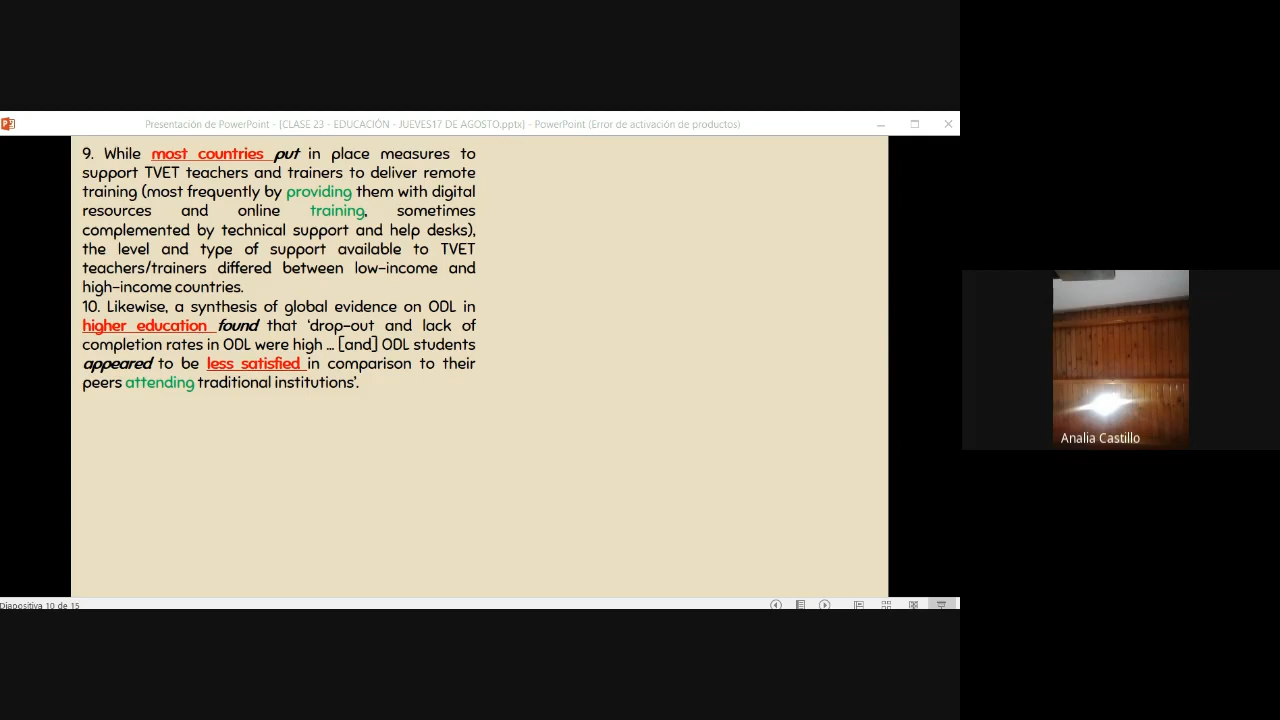 Presentación de PowerPoint - [CLASE 23 - EDUCACIÓN - JUEVES17 DE AGOSTO.pptx] - PowerPoint (Error de activación de productos)
9. While most countries put in place measures to
support TVET teachers and trainers to deliver remote
training (most frequently by providing them with digital
resources and online training, sometimes
complemented by technical support and help desks),
the level and type of support available to TVET
teachers/trainers differed between low-income and
high-income countries.
10. Likewise, a synthesis of global evidence on ODL in
higher education found that ‘drop-out and lack of
completion rates in ODL were high ... [and] ODL students
appeared to be less satisfied in comparison to their
peers attending traditional institutions’.
Analia Castillo
Diapositiva 10 de 15